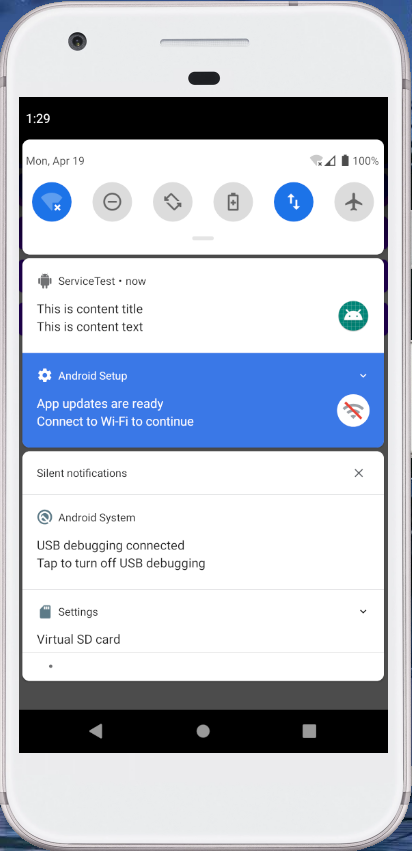 1:29
Mon, Apr 19
100%
ServiceTest • now
This is content title
This is content text
Android Setup
App updates are ready
Connect to Wi-Fi to continue
Silent notifications
Android System
USB debugging connected
Tap to turn off USB debugging
Settings
Virtual SD card